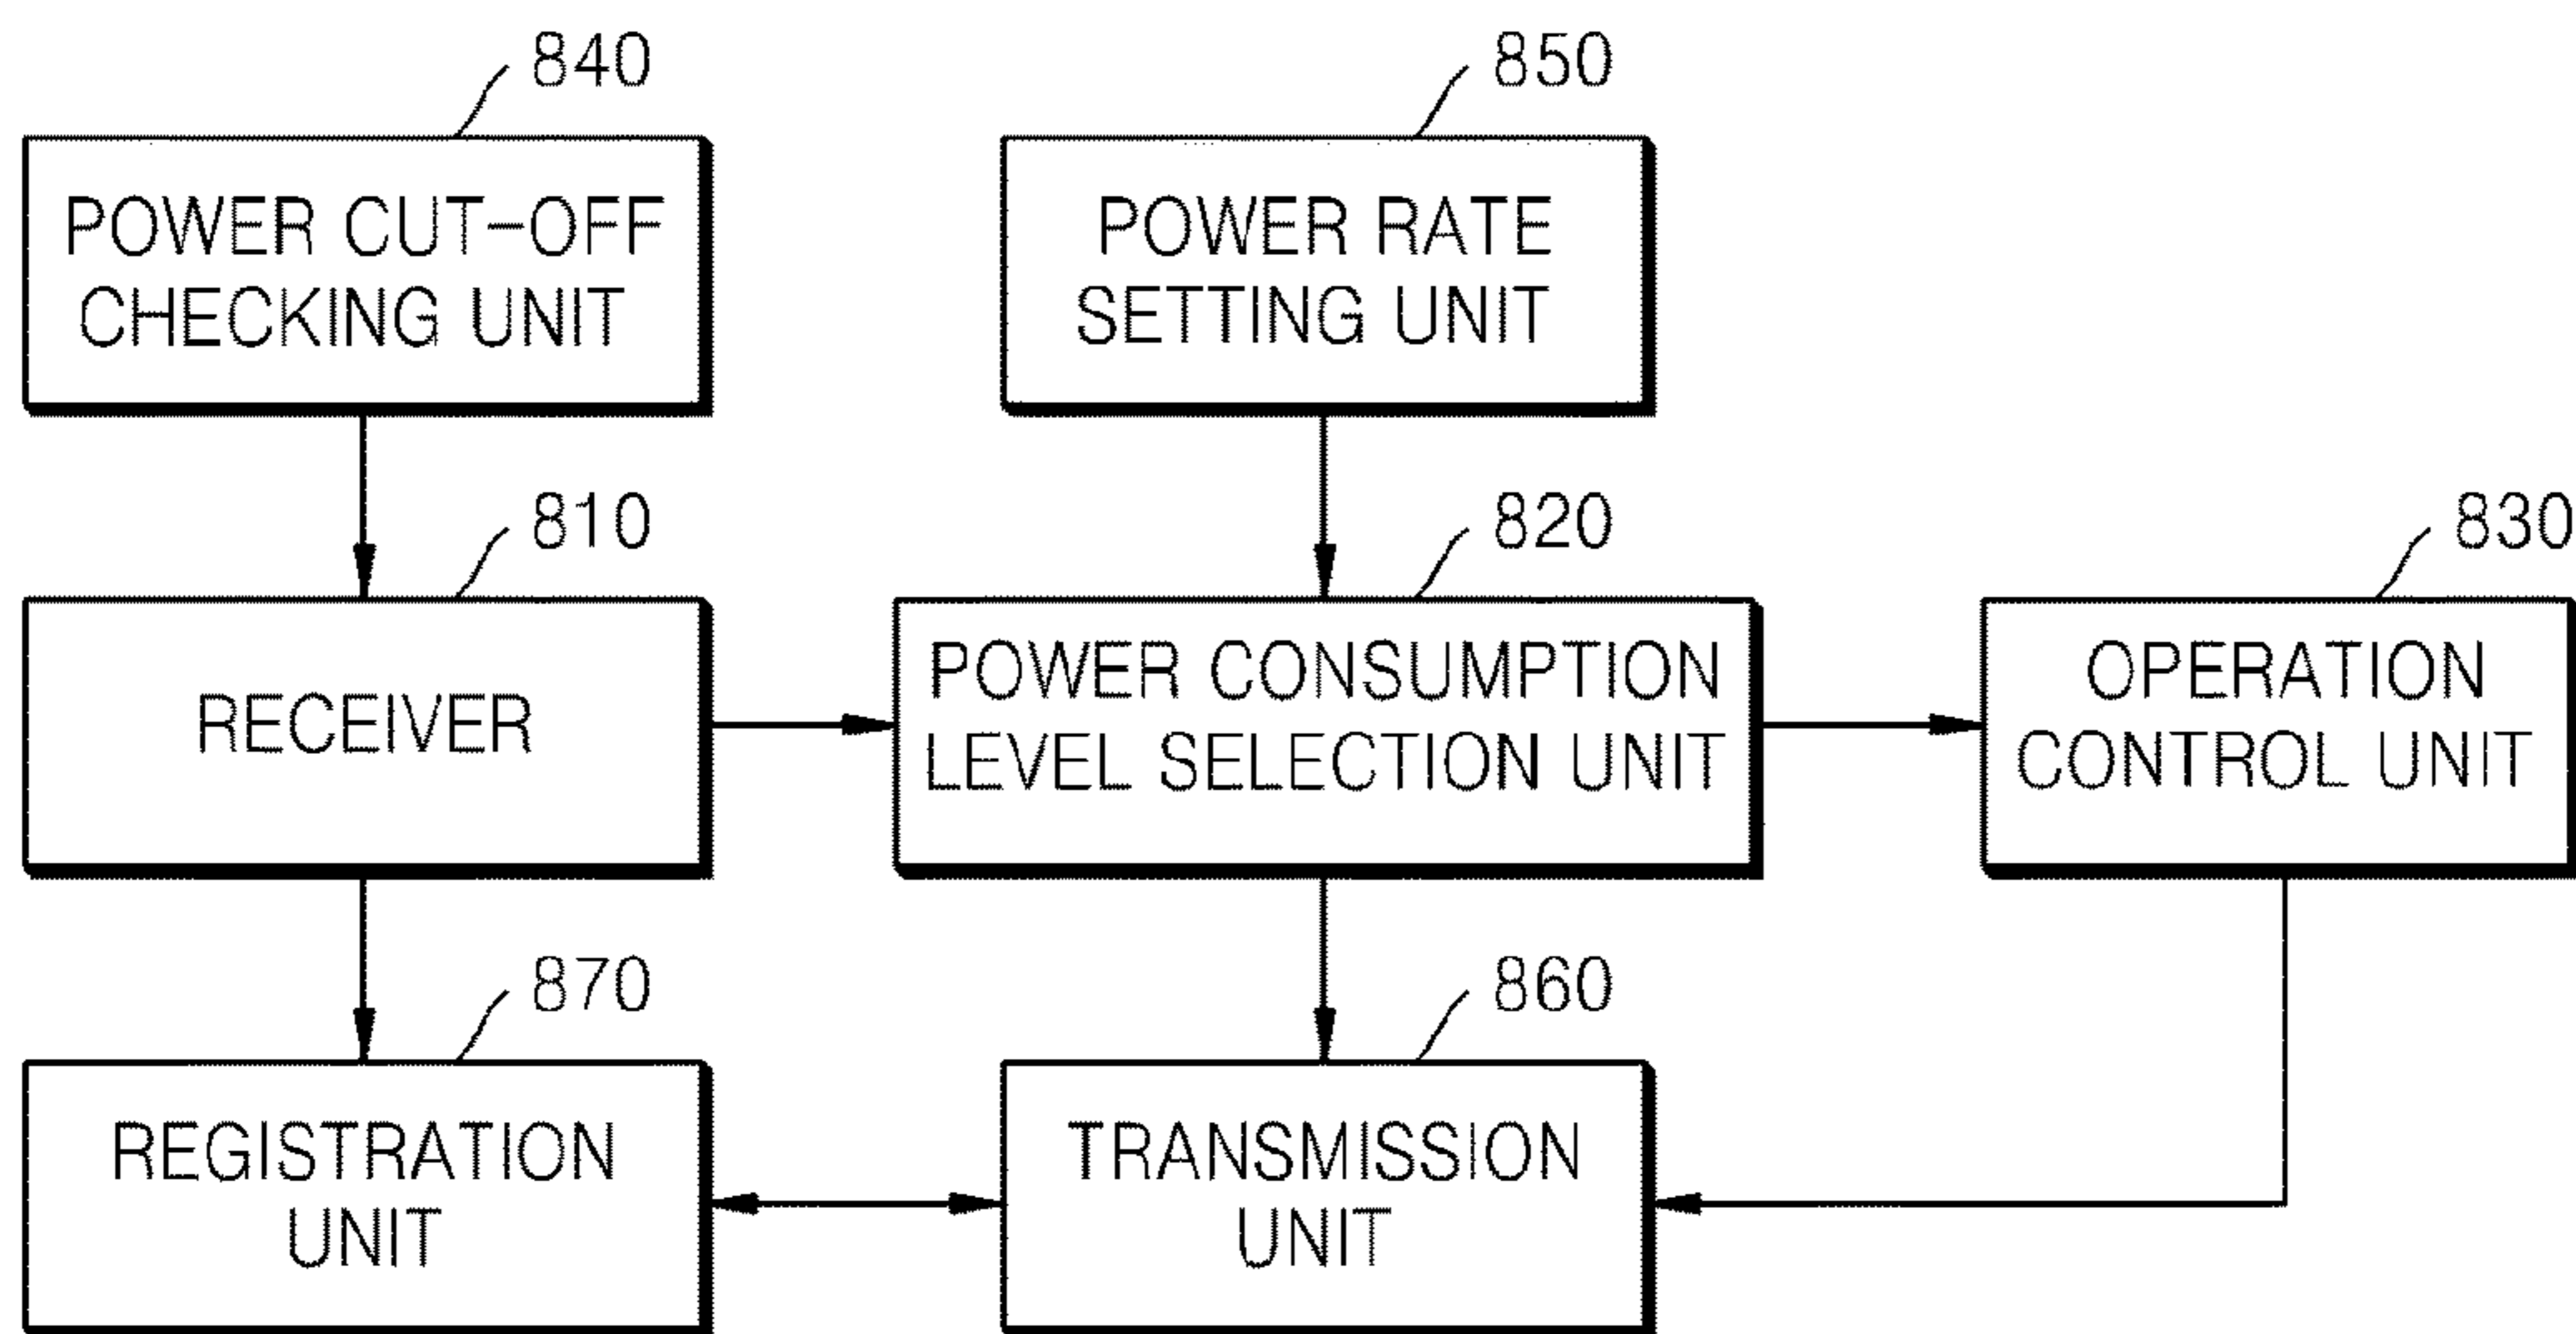 840
POWER CUT-OFF
CHECKING UNIT
850
POWER RATE
SETTING UNIT
810
RECEIVER
820
POWER CONSUMPTION
LEVEL SELECTION UNIT
830
OPERATION
CONTROL UNIT
870
REGISTRATION
UNIT
860
TRANSMISSION
UNIT